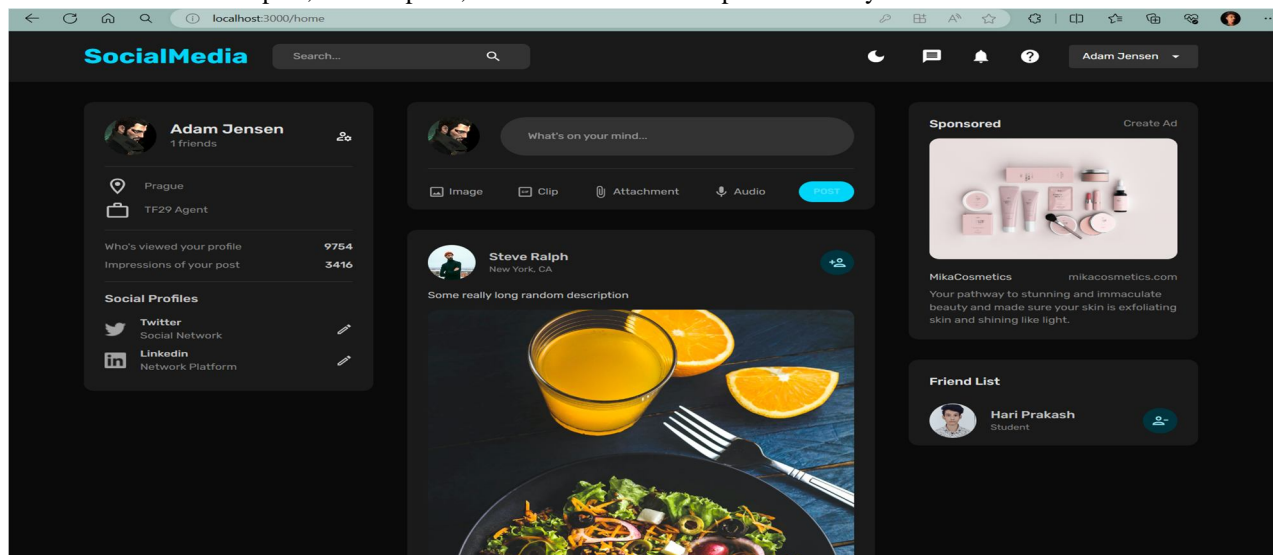 localhost:3000/home
SocialMedia
Search...
Adam Jensen
Adam Jensen
1 friends
Prague
TF29 Agent
Who's viewed your profile 9754
Impressions of your post 3416
Social Profiles
Twitter
Social Network
Linkedin
Network Platform
What's on your mind...
Image Clip Attachment Audio POST
Steve Ralph
New York, CA
Some really long random description
Sponsored Create Ad
MikaCosmetics mikacosmetics.com
Your pathway to stunning and immaculate
beauty and made sure your skin is exfoliating
skin and shining like light.
Friend List
Hari Prakash
Student